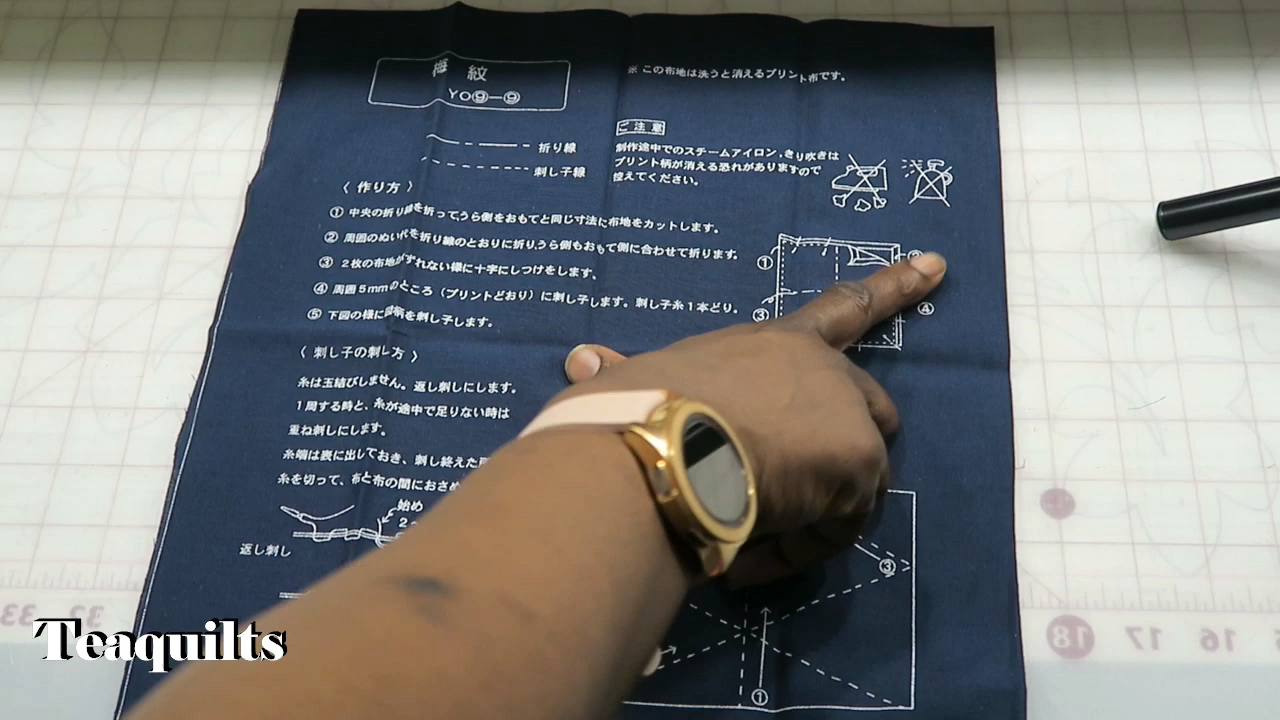 梅紋
YO⑨-⑨
※ この布地は洗うと消えるプリント布です。
折り線
刺し子線
ご注意
制作途中でのスチームアイロン、きり吹きは
プリント柄が消える恐れがありますので
控えてください。
〈 作り方 〉
① 中央の折り線を折って、うら側をおもてと同じ寸法に布地をカットします。
② 周囲のぬい代を折り線のとおりに折り、うら側もおもて側に合わせて折ります。
③ 2枚の布地がずれない様に十字にしつけをします、
④ 周囲5mmのところ（プリントどおり）に刺し子します。刺し子糸1本どり。
⑤ 下図の様に図柄を刺し子します。
① ②
③ ④
〈 刺し子の刺し方 〉
糸は玉結びしません。返し刺しにします。
1周する時と、糸が途中で足りない時は
重ね刺しにします。
糸端は裏に出しておき、刺し終えた
糸を切って、布と布の間におさめ
始め
2
返し刺し
③
①
33 32 18 17 16
Teaquilts